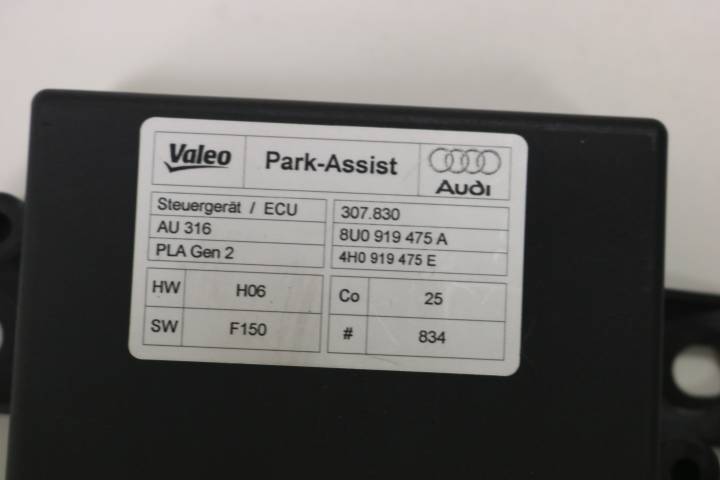 Valeo Park-Assist Audi
Steuergerät / ECU 307.830
AU 316 8U0 919 475 A
PLA Gen 2 4H0 919 475 E
HW H06 Co 25
SW F150 # 834